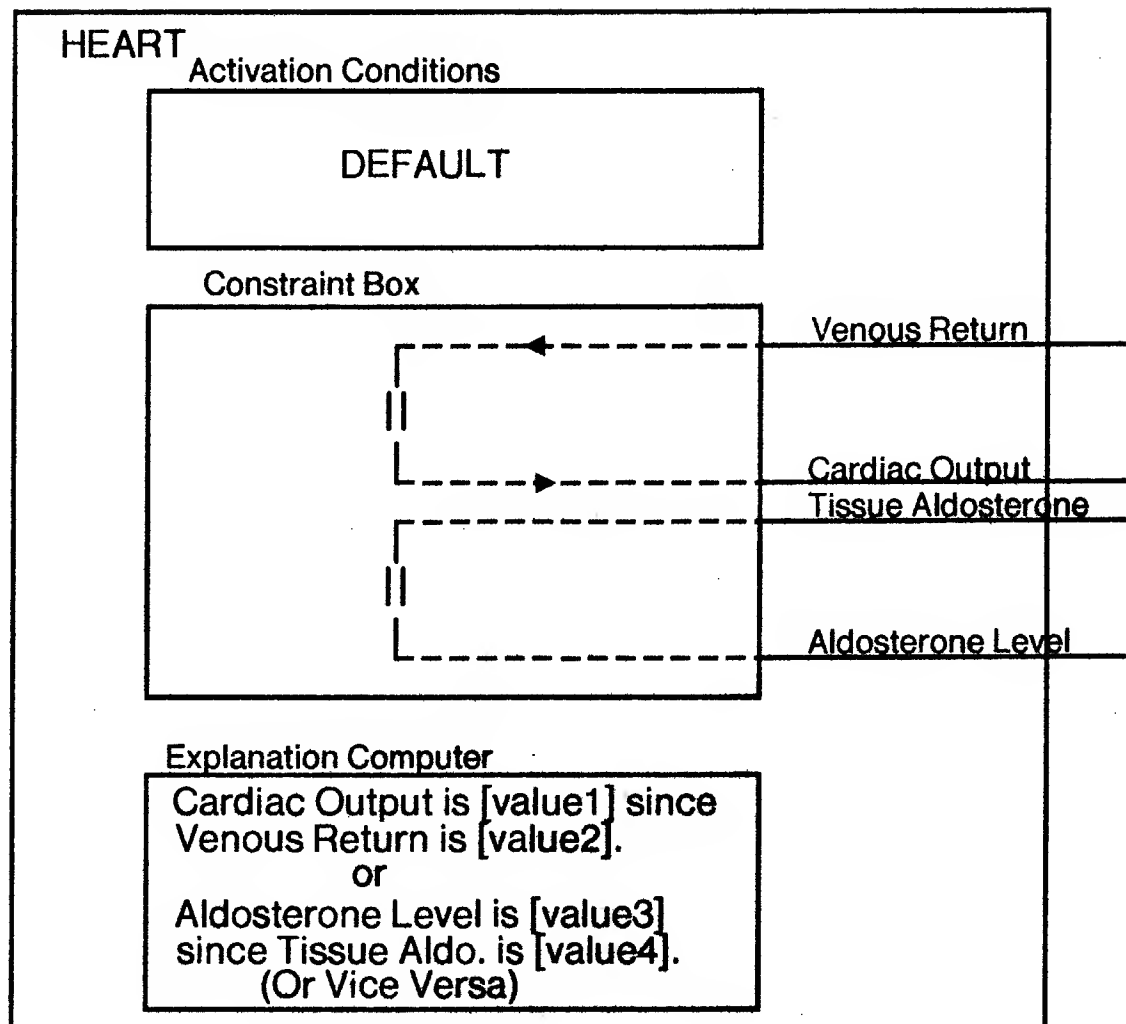 HEART
Activation Conditions
DEFAULT
Constraint Box
Venous Return
Cardiac Output
Tissue Aldosterone
Aldosterone Level
Explanation Computer
Cardiac Output is [value1] since
Venous Return is [value2].
or
Aldosterone Level is [value3]
since Tissue Aldo. is [value4].
(Or Vice Versa)